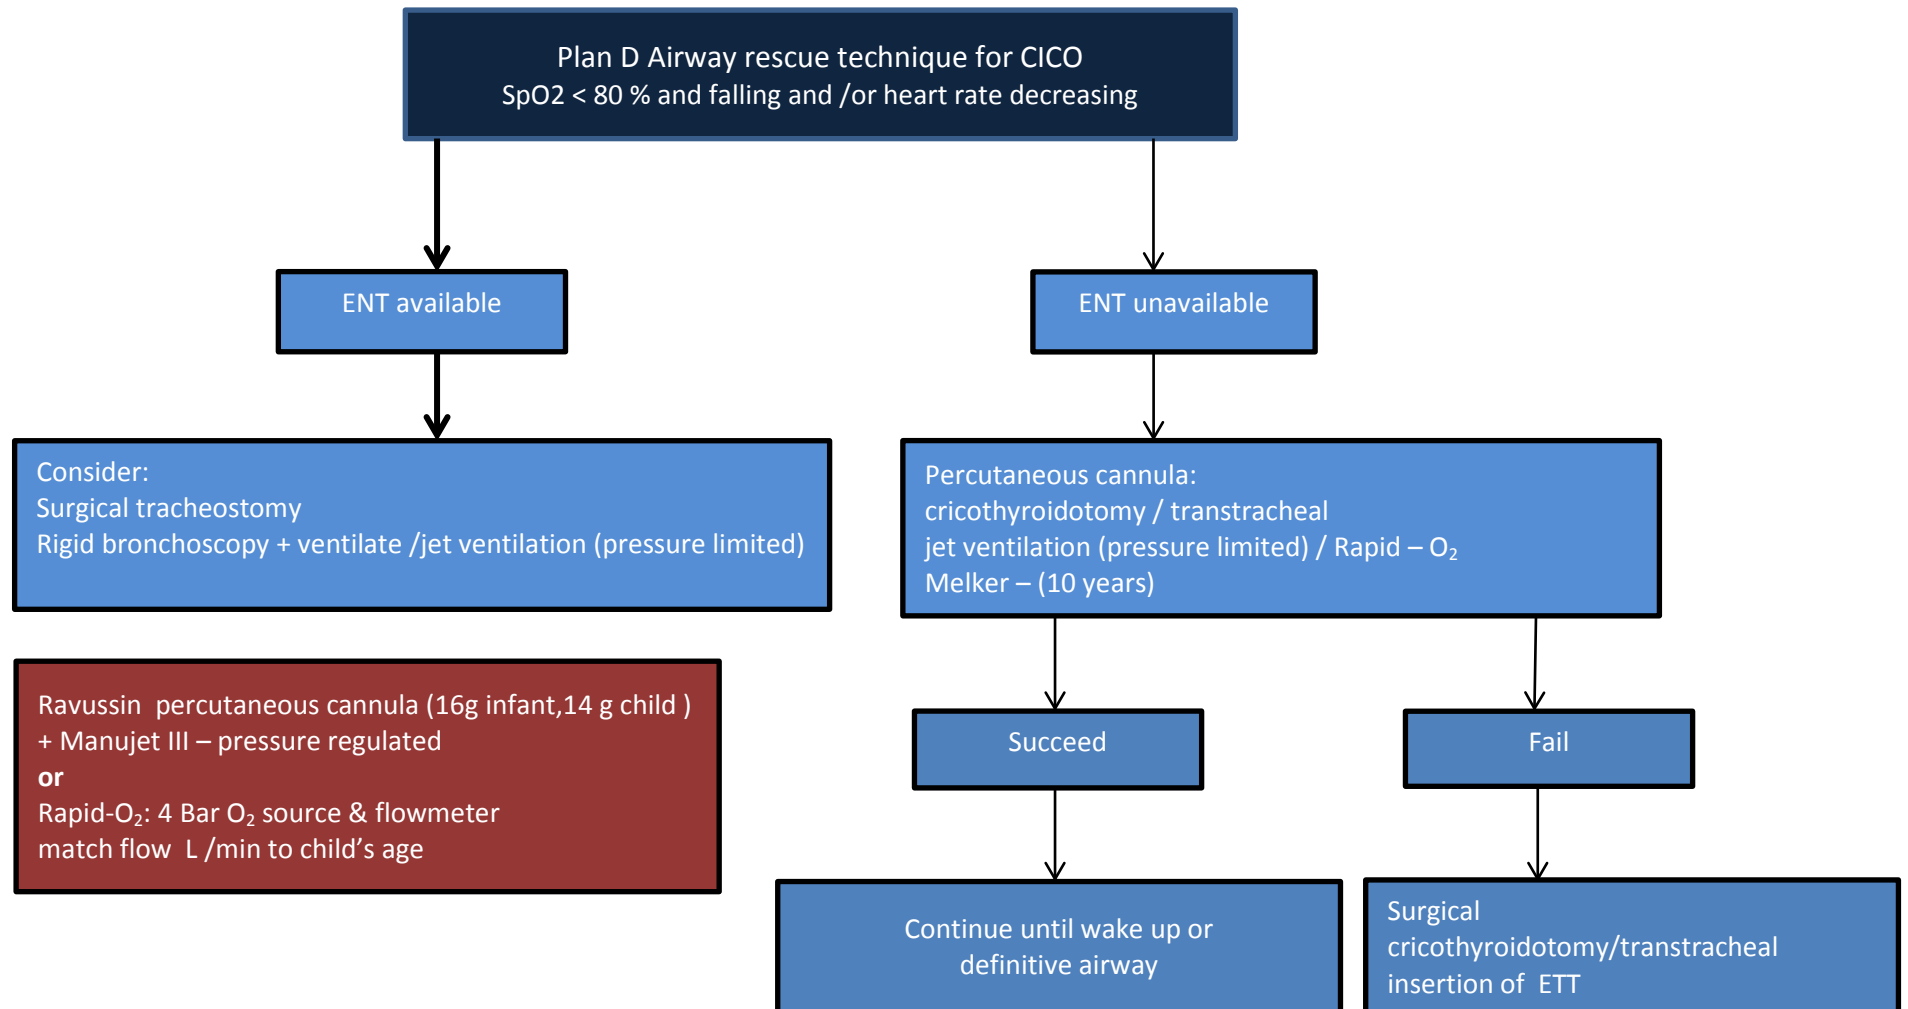 Plan D Airway rescue technique for CICO
SpO2 < 80 % and falling and /or heart rate decreasing
ENT available
ENT unavailable
Consider:
Surgical tracheostomy
Rigid bronchoscopy + ventilate /jet ventilation (pressure limited)
Percutaneous cannula:
cricothyroidotomy / transtracheal
jet ventilation (pressure limited) / Rapid – O₂
Melker – (10 years)
Ravussin  percutaneous cannula (16g infant,14 g child )
+ Manujet III – pressure regulated
or
Rapid-O₂: 4 Bar O₂ source & flowmeter
match flow  L /min to child’s age
Succeed
Fail
Continue until wake up or
definitive airway
Surgical
cricothyroidotomy/transtracheal
insertion of  ETT